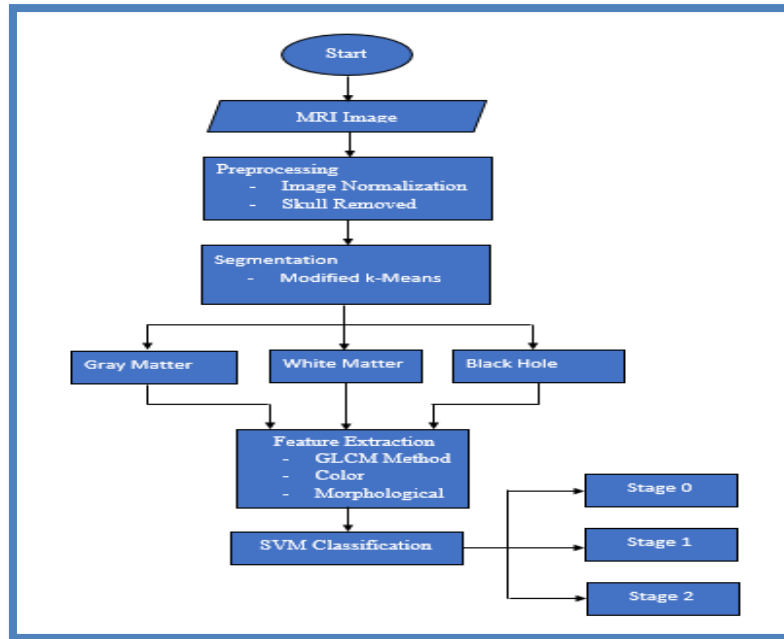 Start
MRI Image
Preprocessing
- Image Normalization
- Skull Removed
Segmentation
- Modified k-Means
Gray Matter
White Matter
Black Hole
Feature Extraction
- GLCM Method
- Color
- Morphological
SVM Classification
Stage 0
Stage 1
Stage 2